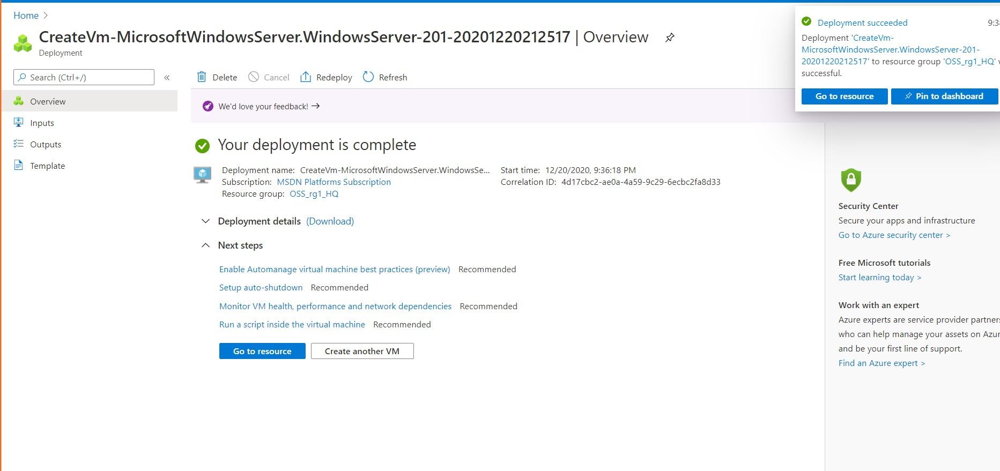 Home >
CreateVm-MicrosoftWindowsServer.WindowsServer-201-20201220212517 | Overview
Deployment
Search (Ctrl+/)
«
Overview
Inputs
Outputs
Template
Delete
Cancel
Redeploy
Refresh
We'd love your feedback! →
Your deployment is complete
Deployment name: CreateVm-MicrosoftWindowsServer.WindowsSe...
Subscription: MSDN Platforms Subscription
Resource group: OSS_rg1_HQ
Start time: 12/20/2020, 9:36:18 PM
Correlation ID: 4d17cbc2-ae0a-4a59-9c29-6ecbc2fa8d33
Deployment details (Download)
Next steps
Enable Automanage virtual machine best practices (preview) Recommended
Setup auto-shutdown Recommended
Monitor VM health, performance and network dependencies Recommended
Run a script inside the virtual machine Recommended
Go to resource
Create another VM
Deployment succeeded
Deployment 'CreateVm-
MicrosoftWindowsServer.WindowsServer-201-
20201220212517' to resource group 'OSS_rg1_HQ'
successful.
Go to resource
Pin to dashboard
Security Center
Secure your apps and infrastructure
Go to Azure security center >
Free Microsoft tutorials
Start learning today >
Work with an expert
Azure experts are service provider partners
who can help manage your assets on
and be your first line of support.
Find an Azure expert >